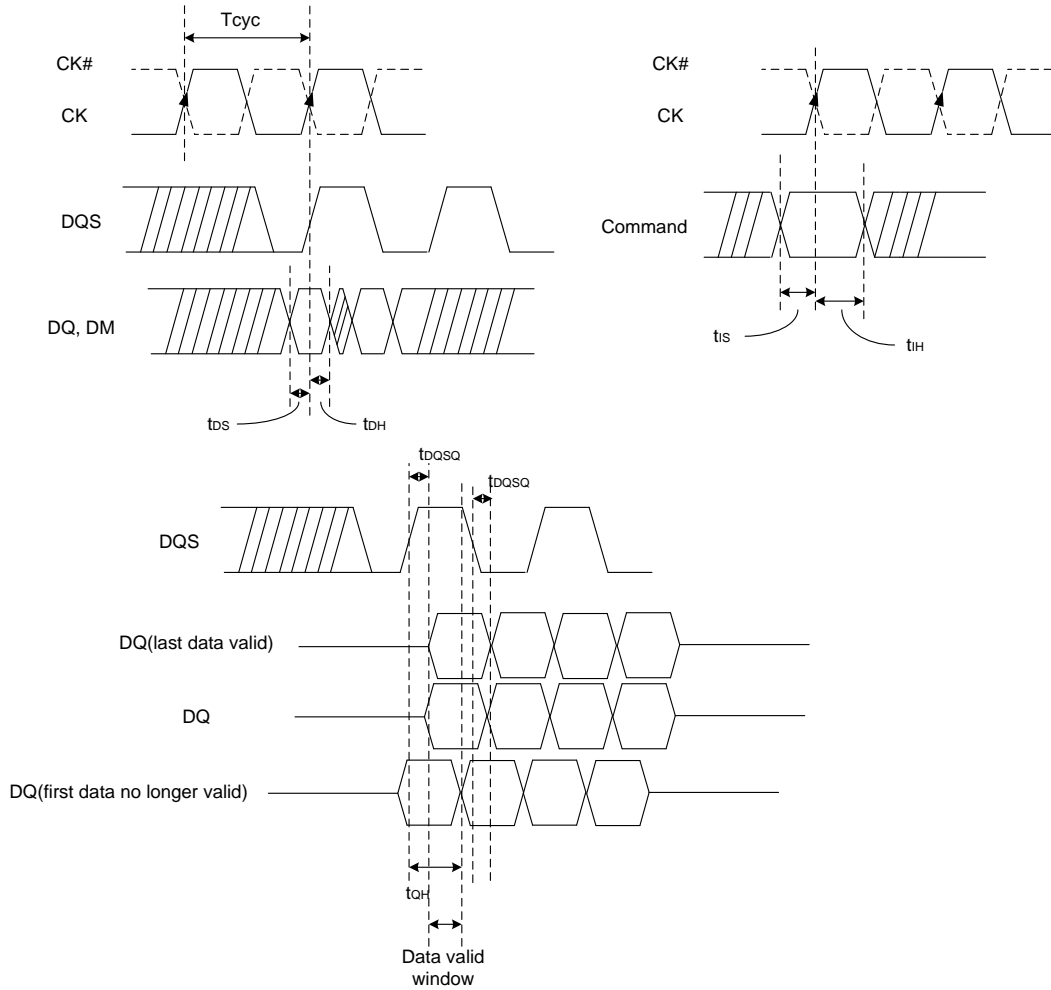 Tcyc
CK#
CK
DQS
DQ, DM
tDS
tDH
CK#
CK
Command
tIS
tIH
tDQSQ
tDQSQ
DQS
DQ(last data valid)
DQ
DQ(first data no longer valid)
tQH
Data valid
window